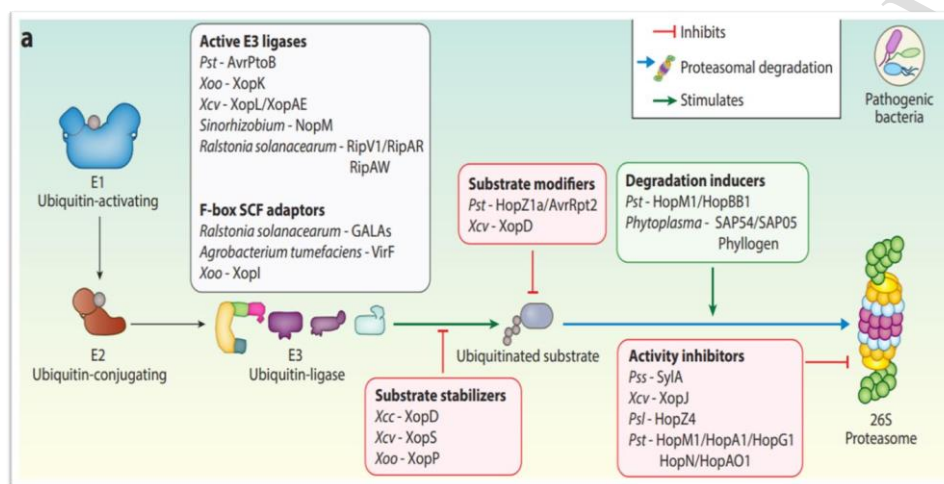 a
Active E3 ligases
Pst - AvrPtoB
Xoo - XopK
Xcv - XopL/XopAE
Sinorhizobium - NopM
Ralstonia solanacearum - RipV1/RipAR
RipAW
F-box SCF adaptors
Ralstonia solanacearum - GALAs
Agrobacterium tumefaciens - VirF
Xoo - XopI
Inhibits
Proteasomal degradation
Stimulates
Pathogenic
bacteria
E1
Ubiquitin-activating
Substrate modifiers
Pst - HopZ1a/AvrRpt2
Xcv - XopD
Degradation inducers
Pst - HopM1/HopBB1
Phytoplasma - SAP54/SAP05
Phyllogen
E2
Ubiquitin-conjugating
E3
Ubiquitin-ligase
Ubiquitinated substrate
Substrate stabilizers
Xcc - XopD
Xcv - XopS
Xoo - XopP
Activity inhibitors
Pss - SylA
Xcv - XopJ
Psl - HopZ4
Pst - HopM1/HopA1/HopG1
HopN/HopAO1
26S
Proteasome